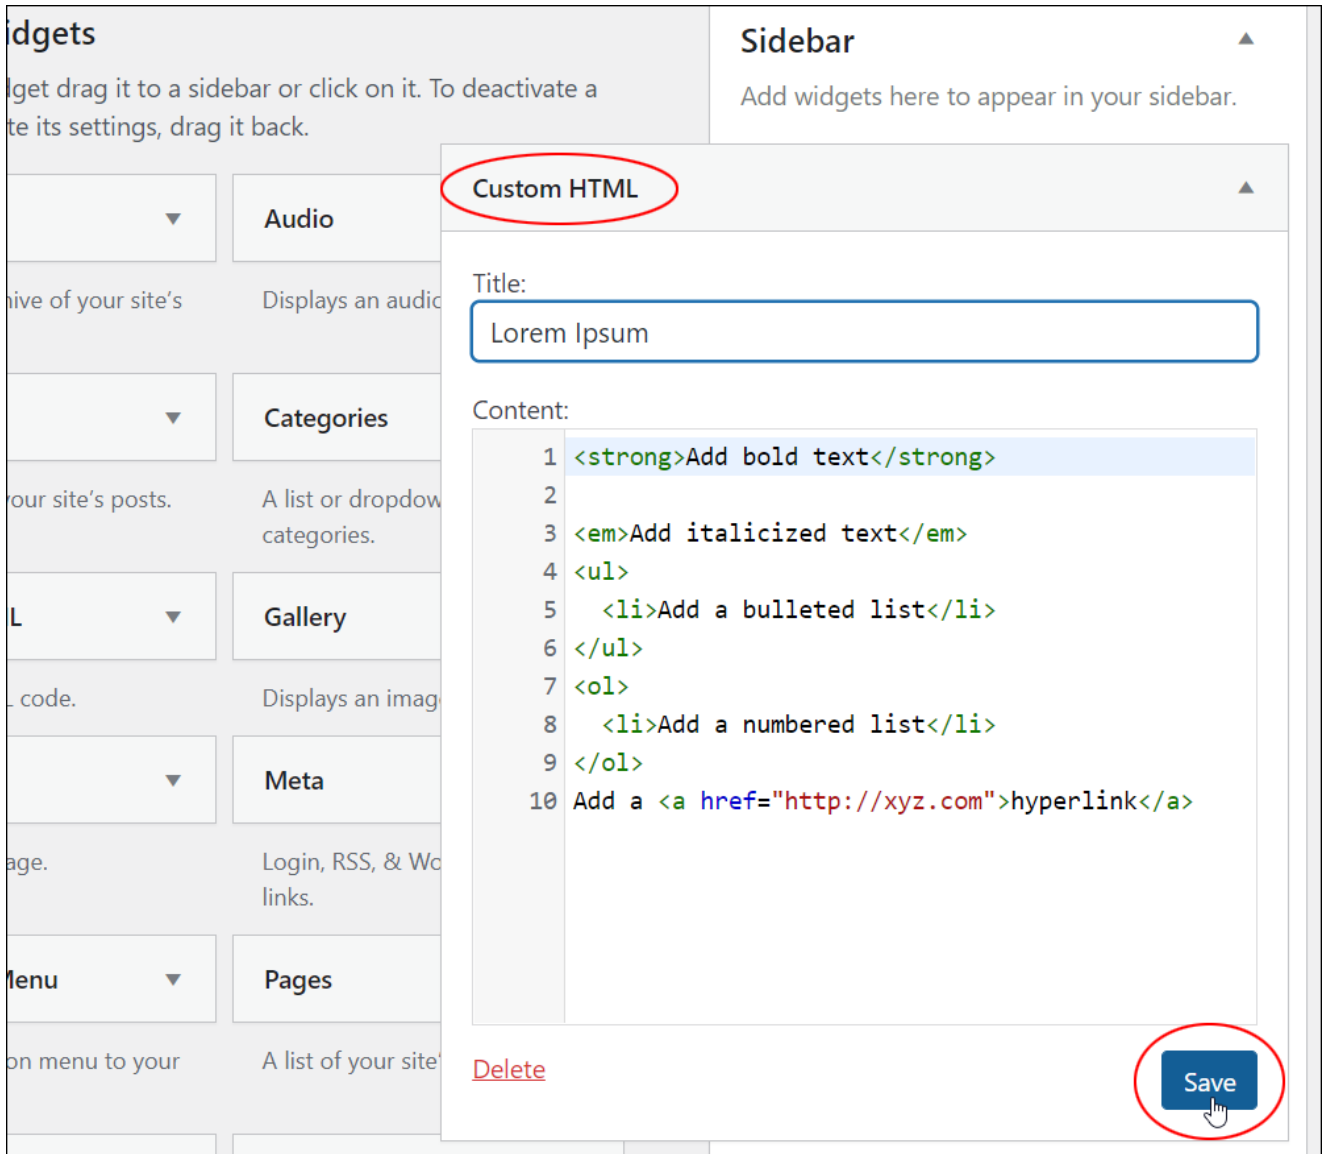 idgets
dget drag it to a sidebar or click on it. To deactivate a
te its settings, drag it back.
Audio
hive of your site's
Displays an audio
Categories
your site's posts.
A list or dropdow
categories.
L
Gallery
L code.
Displays an imag
Meta
age.
Login, RSS, & Wo
links.
Menu
Pages
on menu to your
A list of your site'
Sidebar
Add widgets here to appear in your sidebar.
Custom HTML
Title:
Lorem Ipsum
Content:
1 <strong>Add bold text</strong>
2
3 <em>Add italicized text</em>
4 <ul>
5 <li>Add a bulleted list</li>
6 </ul>
7 <ol>
8 <li>Add a numbered list</li>
9 </ol>
10 Add a <a href="http://xyz.com">hyperlink</a>
Delete
Save